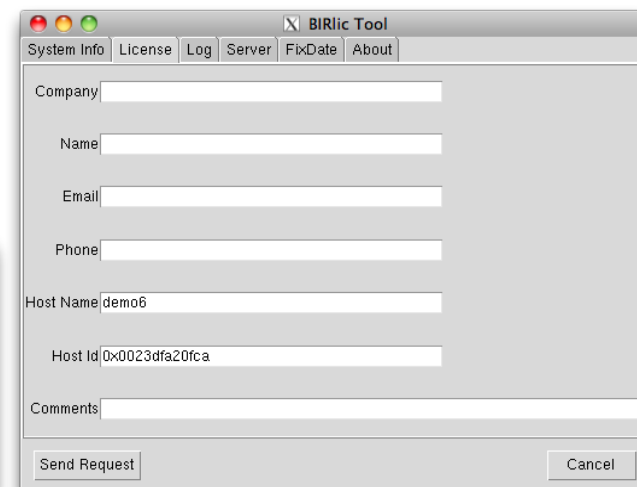 X BIRlic Tool
System Info License Log Server FixDate About
Company
Name
Email
Phone
Host Name demo6
Host Id 0x0023dfa20fca
Comments
Send Request Cancel